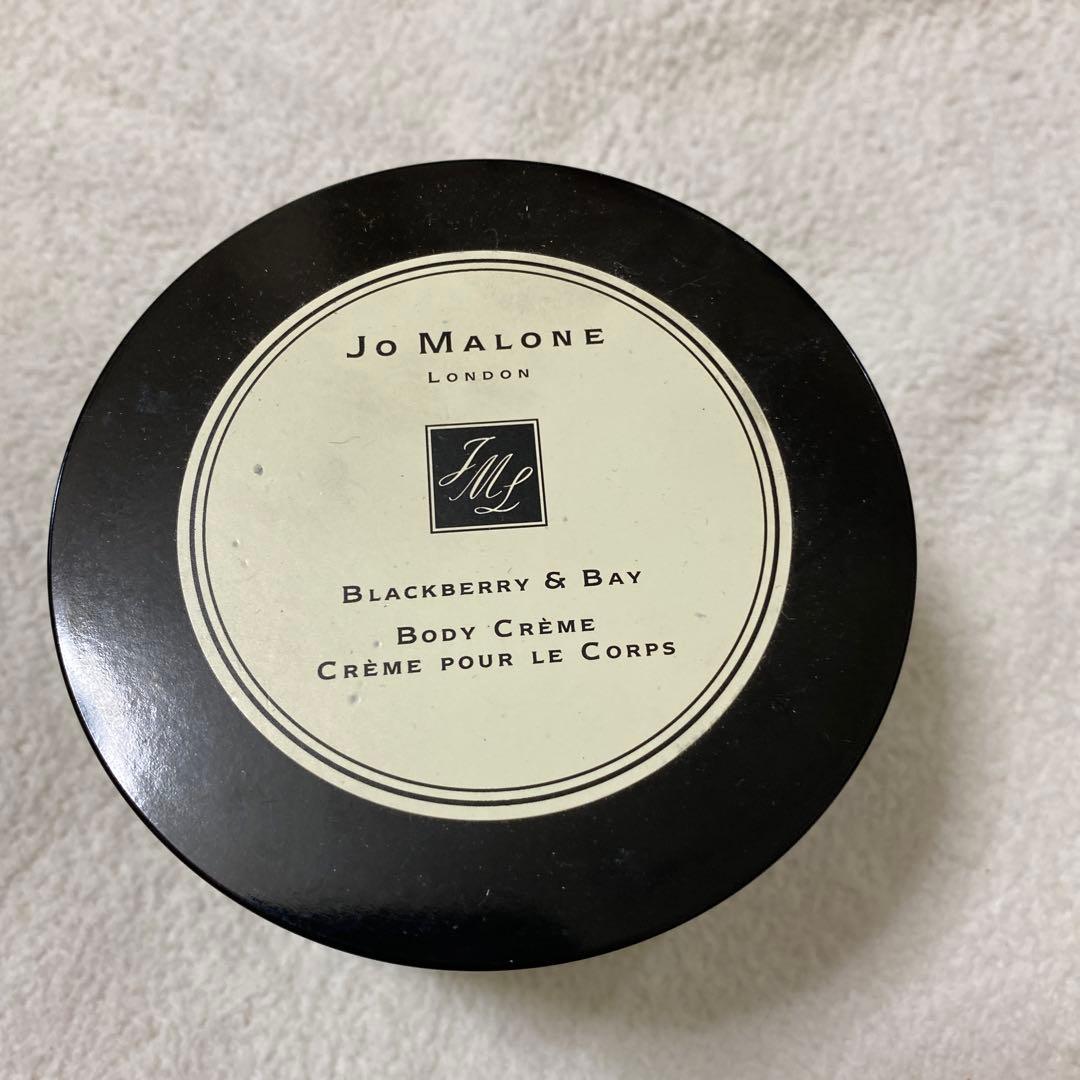 Jo Malone
London
JML
Blackberry & Bay
Body Crème
Crème pour le Corps